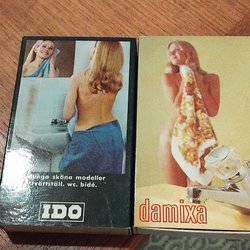 Många sköna modeller
tvättställ. wc. bidé.
IDO
damixa